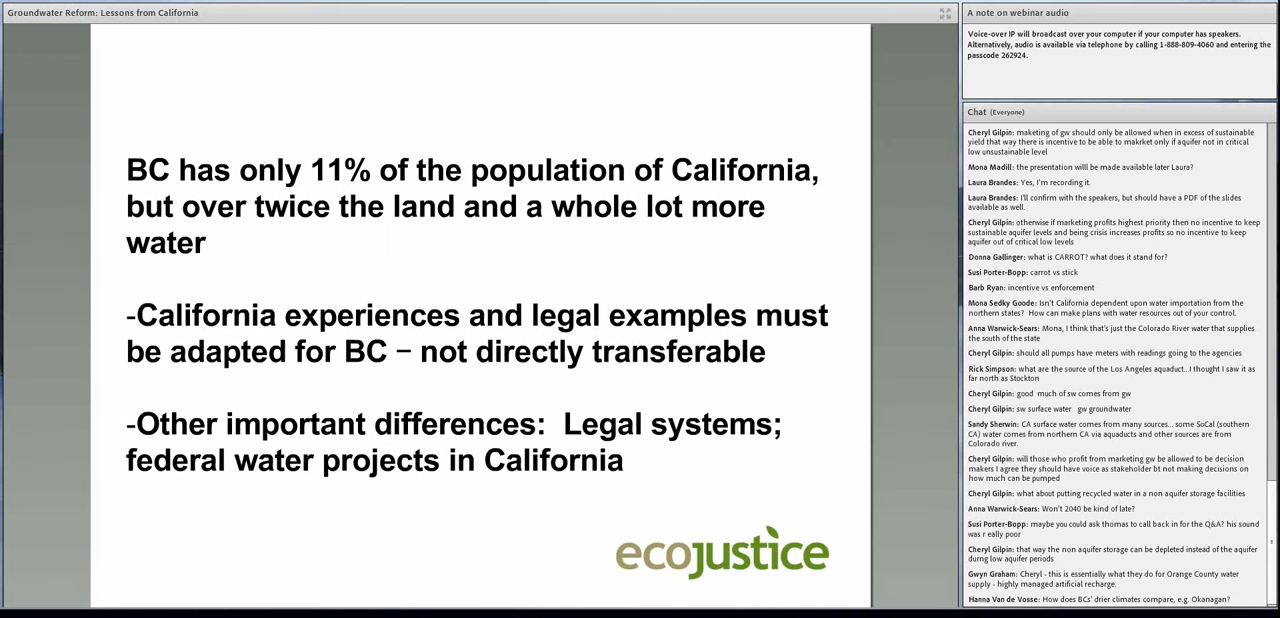 Groundwater Reform: Lessons from California
BC has only 11% of the population of California,
but over twice the land and a whole lot more
water
-California experiences and legal examples must
be adapted for BC – not directly transferable
-Other important differences:  Legal systems;
federal water projects in California
ecojustice
A note on webinar audio
Voice-over IP will broadcast over your computer if your computer has speakers.
Alternatively, audio is available via telephone by calling 1-888-809-4060 and entering the
passcode 262924.
Chat (Everyone)
Cheryl Gilpin: maketing of gw should only be allowed when in excess of sustainable
yield that way there is incentive to be able to makrket only if aquifer not in critical
low unsustainable level
Mona Madill: the presentation willl be made available later Laura?
Laura Brandes: Yes, I'm recording it.
Laura Brandes: I'll confirm with the speakers, but should have a PDF of the slides
available as well.
Cheryl Gilpin: otherwise if marketing profits highest priority then no incentive to keep
sustainable aquifer levels and being crisis increases profits so no incentive to keep
aquifer out of critical low levels
Donna Gallinger: what is CARROT? what does it stand for?
Susi Porter-Bopp: carrot vs stick
Barb Ryan: incentive vs enforcement
Mona Sedky Goode: Isn't California dependent upon water importation from the
northern states?  How can make plans with water resources out of your control.
Anna Warwick-Sears: Mona, I think that's just the Colorado River water that supplies
the south of the state
Cheryl Gilpin: should all pumps have meters with readings going to the agencies
Rick Simpson: what are the source of the Los Angeles aquaduct...I thought I saw it as
far north as Stockton
Cheryl Gilpin: good  much of sw comes from gw
Cheryl Gilpin: sw surface water   gw groundwater
Sandy Sherwin: CA surface water comes from many sources... some SoCal (southern
CA) water comes from northern CA via aquaducts and other sources are from
Colorado river.
Cheryl Gilpin: will those who profit from marketing gw be allowed to be decision
makers I agree they should have voice as stakeholder bt not making decisions on
how much can be pumped
Cheryl Gilpin: what about putting recycled water in a non aquifer storage facilities
Anna Warwick-Sears: Won't 2040 be kind of late?
Susi Porter-Bopp: maybe you could ask thomas to call back in for the Q&A? his sound
was r eally poor
Cheryl Gilpin: that way the non aquifer storage can be depleted instead of the aquifer
durng low aquifer periods
Gwyn Graham: Cheryl - this is essentially what they do for Orange County water
supply - highly managed artificial recharge.
Hanna Van de Vosse: How does BCs' drier climates compare, e.g. Okanagan?